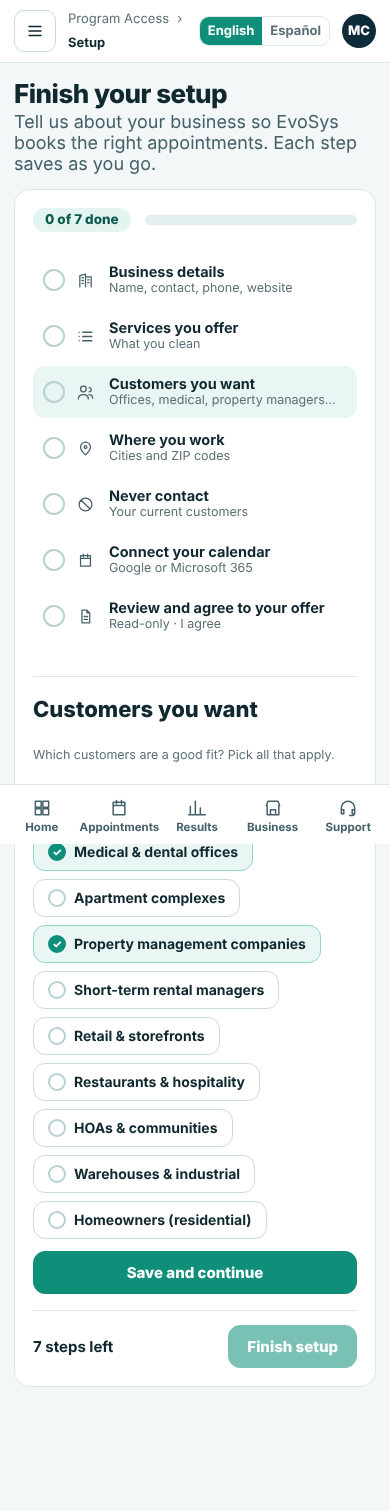 Program Access ›
Setup
English
Español
MC
Finish your setup
Tell us about your business so EvoSys
books the right appointments. Each step
saves as you go.
0 of 7 done
Business details
Name, contact, phone, website
Services you offer
What you clean
Customers you want
Offices, medical, property managers...
Where you work
Cities and ZIP codes
Never contact
Your current customers
Connect your calendar
Google or Microsoft 365
Review and agree to your offer
Read-only · I agree
Customers you want
Which customers are a good fit? Pick all that apply.
Home
Appointments
Results
Business
Support
Medical & dental offices
Apartment complexes
Property management companies
Short-term rental managers
Retail & storefronts
Restaurants & hospitality
HOAs & communities
Warehouses & industrial
Homeowners (residential)
Save and continue
7 steps left
Finish setup